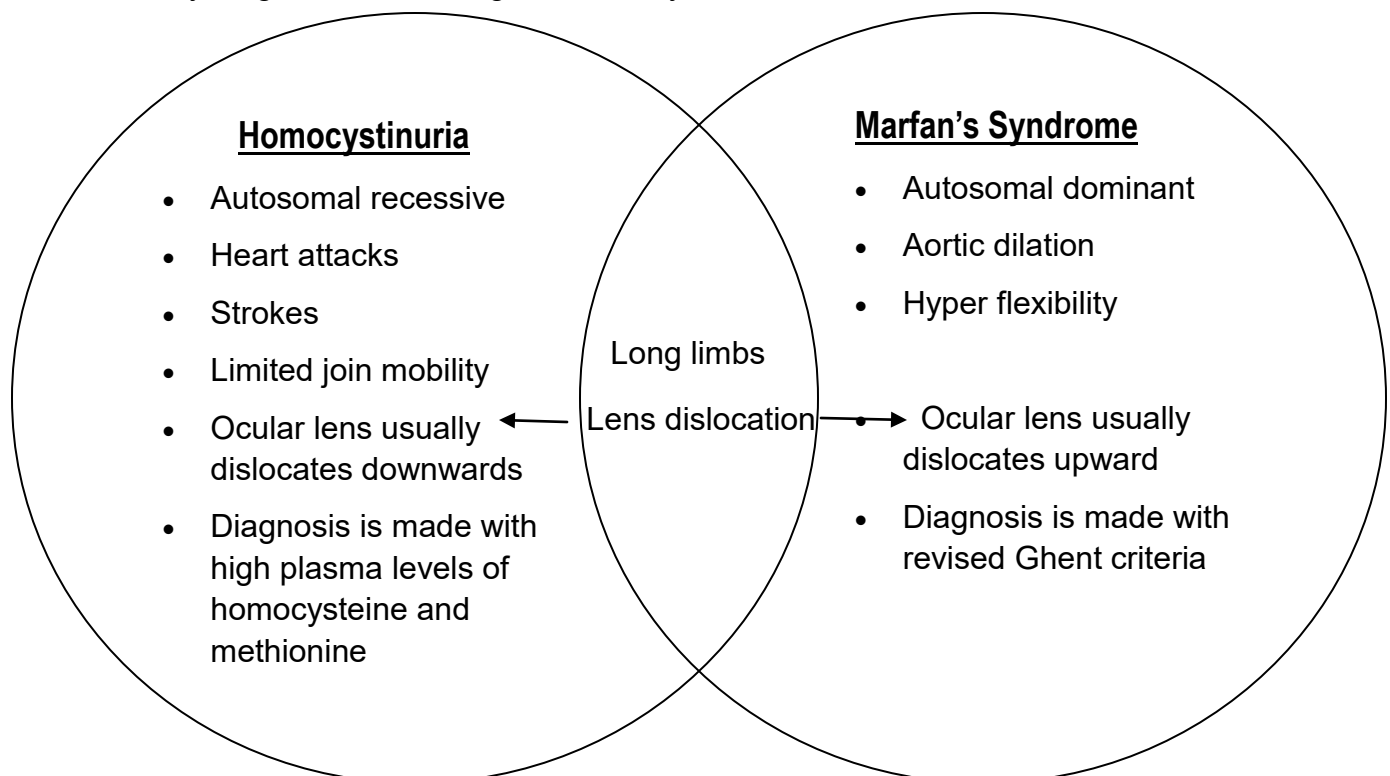 Homocystinuria
• Autosomal recessive
• Heart attacks
• Strokes
• Limited join mobility
• Ocular lens usually
dislocates downwards
• Diagnosis is made with
high plasma levels of
homocysteine and
methionine
Long limbs
Lens dislocation
Marfan's Syndrome
• Autosomal dominant
• Aortic dilation
• Hyper flexibility
• Ocular lens usually
dislocates upward
• Diagnosis is made with
revised Ghent criteria